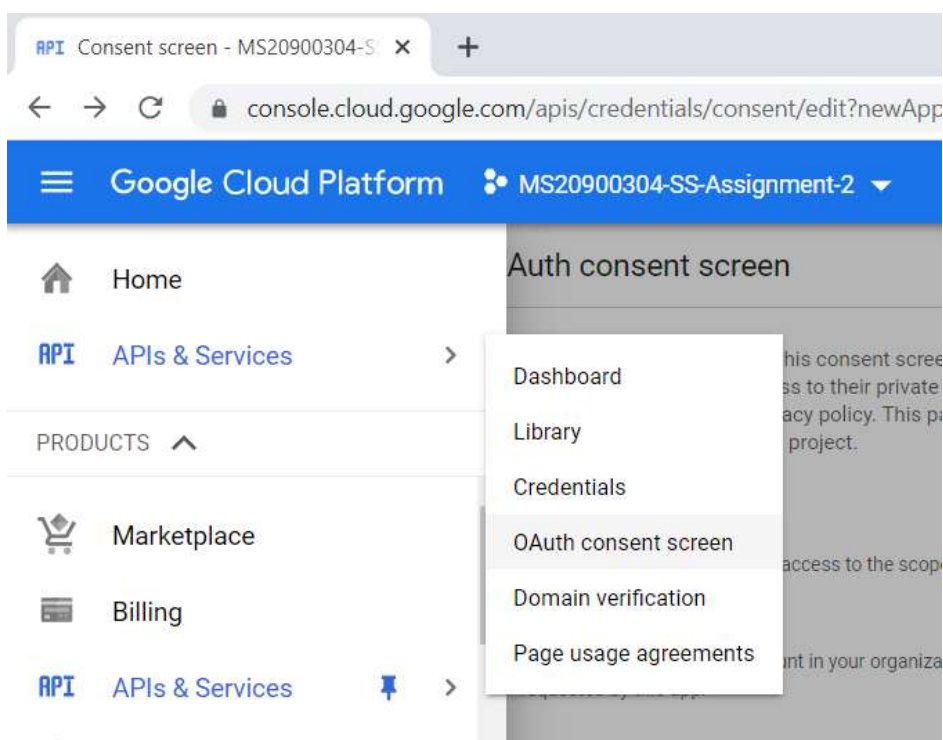 API Consent screen - MS20900304-S
console.cloud.google.com/apis/credentials/consent/edit?newApp
Google Cloud Platform MS20900304-SS-Assignment-2
Home
Auth consent screen
API APIs & Services
PRODUCTS
Marketplace
Billing
API APIs & Services
Dashboard
Library
Credentials
OAuth consent screen
Domain verification
Page usage agreements
his consent scree
ss to their private
acy policy. This pa
project.
access to the scope
unt in your organiza